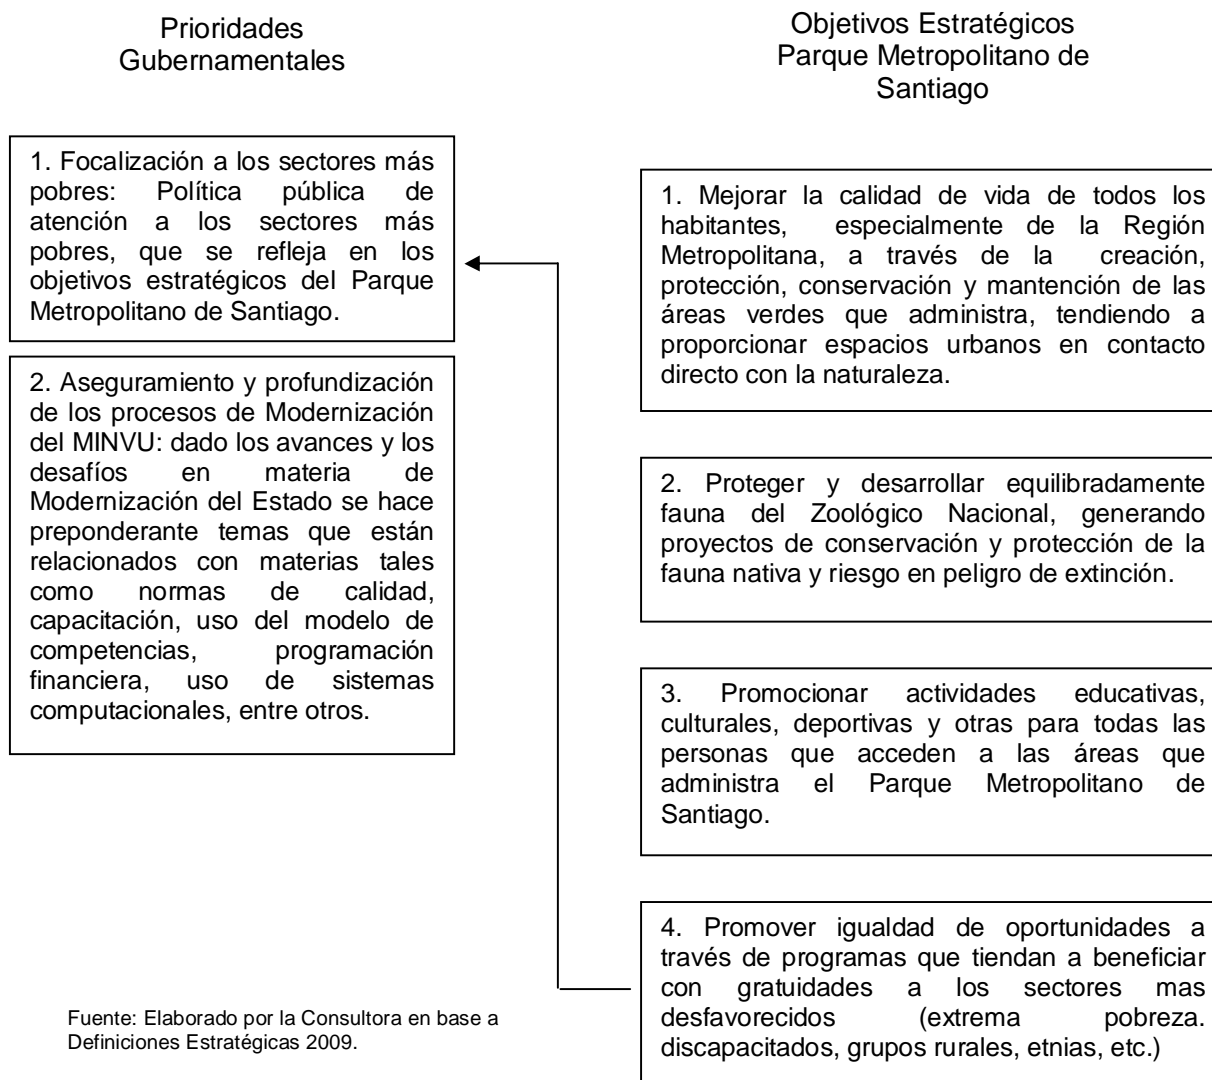 Prioridades
Gubernamentales
1. Focalización a los sectores más
pobres: Política pública de
atención a los sectores más
pobres, que se refleja en los
objetivos estratégicos del Parque
Metropolitano de Santiago.
2. Aseguramiento y profundización
de los procesos de Modernización
del MINVU: dado los avances y los
desafíos en materia de
Modernización del Estado se hace
preponderante temas que están
relacionados con materias tales
como normas de calidad,
capacitación, uso del modelo de
competencias, programación
financiera, uso de sistemas
computacionales, entre otros.
Objetivos Estratégicos
Parque Metropolitano de
Santiago
1. Mejorar la calidad de vida de todos los
habitantes, especialmente de la Región
Metropolitana, a través de la creación,
protección, conservación y mantención de las
áreas verdes que administra, tendiendo a
proporcionar espacios urbanos en contacto
directo con la naturaleza.
2. Proteger y desarrollar equilibradamente
fauna del Zoológico Nacional, generando
proyectos de conservación y protección de la
fauna nativa y riesgo en peligro de extinción.
3. Promocionar actividades educativas,
culturales, deportivas y otras para todas las
personas que acceden a las áreas que
administra el Parque Metropolitano de
Santiago.
4. Promover igualdad de oportunidades a
través de programas que tiendan a beneficiar
con gratuidades a los sectores mas
desfavorecidos (extrema pobreza.
discapacitados, grupos rurales, etnias, etc.)
Fuente: Elaborado por la Consultora en base a
Definiciones Estratégicas 2009.